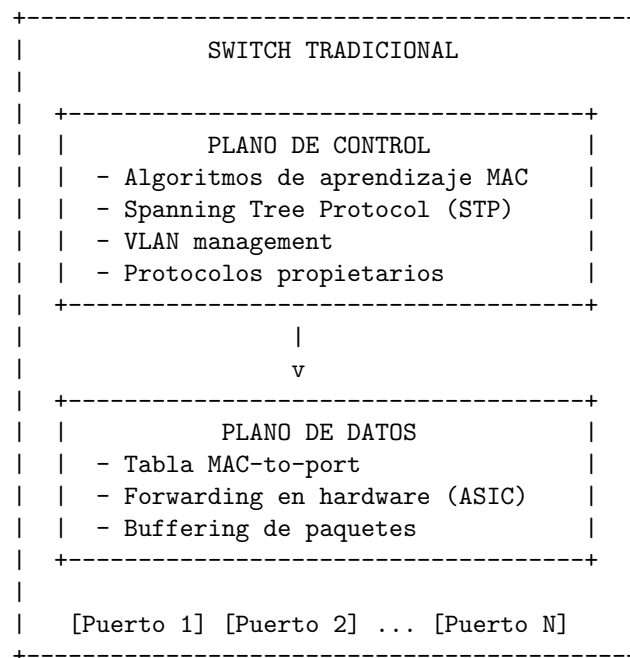 SWITCH TRADICIONAL
PLANO DE CONTROL
- Algoritmos de aprendizaje MAC
- Spanning Tree Protocol (STP)
- VLAN management
- Protocolos propietarios
v
PLANO DE DATOS
- Tabla MAC-to-port
- Forwarding en hardware (ASIC)
- Buffering de paquetes
[Puerto 1] [Puerto 2] ... [Puerto N]